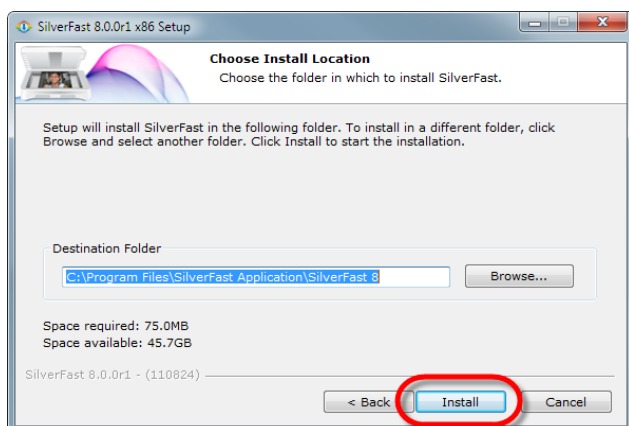 SilverFast 8.0.0r1 x86 Setup
Choose Install Location
Choose the folder in which to install SilverFast.
Setup will install SilverFast in the following folder. To install in a different folder, click
Browse and select another folder. Click Install to start the installation.
Destination Folder
C:\Program Files\SilverFast Application\SilverFast 8
Browse...
Space required: 75.0MB
Space available: 45.7GB
SilverFast 8.0.0r1 - (110824)
< Back
Install
Cancel